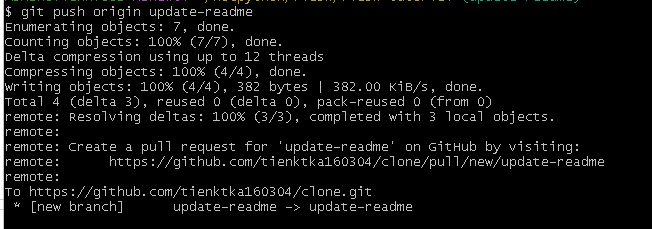 $ git push origin update-readme
Enumerating objects: 7, done.
Counting objects: 100% (7/7), done.
Delta compression using up to 12 threads
Compressing objects: 100% (4/4), done.
Writing objects: 100% (4/4), 382 bytes | 382.00 KiB/s, done.
Total 4 (delta 3), reused 0 (delta 0), pack-reused 0 (from 0)
remote: Resolving deltas: 100% (3/3), completed with 3 local objects.
remote:
remote: Create a pull request for 'update-readme' on GitHub by visiting:
remote:      https://github.com/tienktka160304/clone/pull/new/update-readme
remote:
To https://github.com/tienktka160304/clone.git
 * [new branch]      update-readme -> update-readme